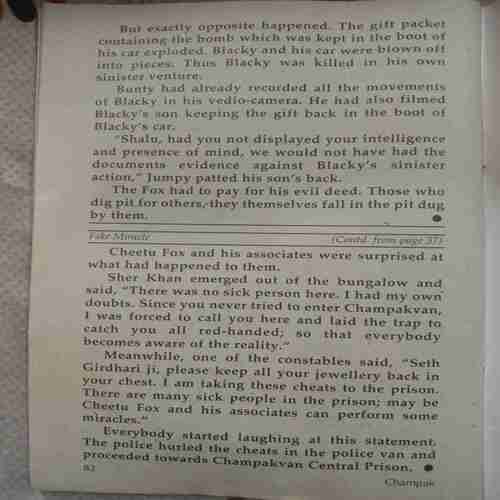 But exactly opposite happened. The gift packet
containing the bomb which was kept in the boot of
his car exploded. Blacky and his car were blown off
into pieces. Thus Blacky was killed in his own
sinister venture.
Bunty had already recorded all the movements
of Blacky in his vedio-camera. He had also filmed
Blacky's son keeping the gift back in the boot of
Blacky's car.
"Shalu, had you not displayed your intelligence
and presence of mind, we would not have had the
documents evidence against Blacky's sinister
action," Jumpy patted his son's back.
The Fox had to pay for his evil deed. Those who
dig pit for others, they themselves fall in the pit dug
by them.
Fake Miracle (Contd. from page 37)
Cheetu Fox and his associates were surprised at
what had happened to them.
Sher Khan emerged out of the bungalow and
said, "There was no sick person here. I had my own
doubts. Since you never tried to enter Champakvan,
I was forced to call you here and laid the trap to
catch you all red-handed; so that everybody
becomes aware of the reality."
Meanwhile, one of the constables said, "Seth
Girdhari ji, please keep all your jewellery back in
your chest. I am taking these cheats to the prison.
There are many sick people in the prison; may be
Cheetu Fox and his associates can perform some
miracles."
Everybody started laughing at this statement.
The police hurled the cheats in the police van and
proceeded towards Champakvan Central Prison.
82
Champak